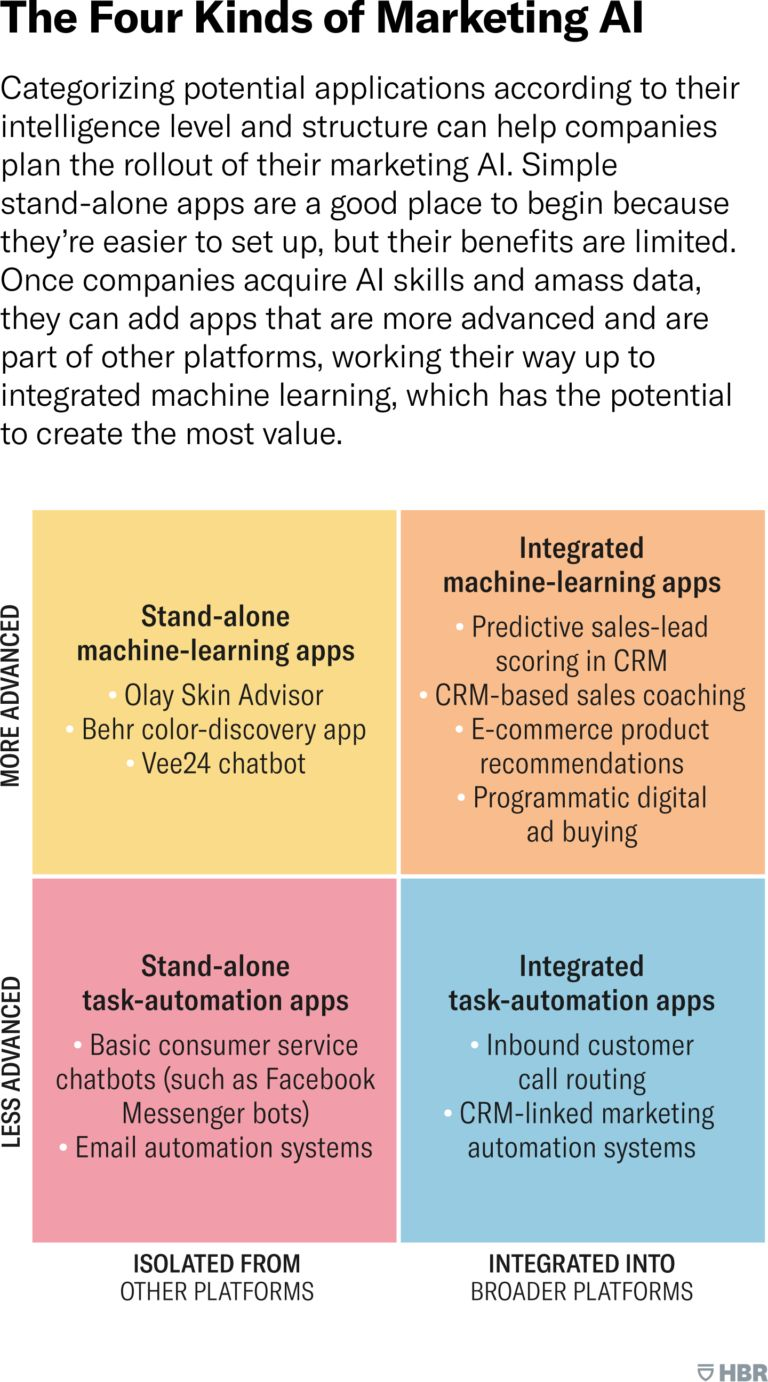 The Four Kinds of Marketing AI
Categorizing potential applications according to their
intelligence level and structure can help companies
plan the rollout of their marketing AI. Simple
stand-alone apps are a good place to begin because
they’re easier to set up, but their benefits are limited.
Once companies acquire AI skills and amass data,
they can add apps that are more advanced and are
part of other platforms, working their way up to
integrated machine learning, which has the potential
to create the most value.
MORE ADVANCED
Stand-alone
machine-learning apps
• Olay Skin Advisor
• Behr color-discovery app
• Vee24 chatbot
Integrated
machine-learning apps
• Predictive sales-lead
scoring in CRM
• CRM-based sales coaching
• E-commerce product
recommendations
• Programmatic digital
ad buying
LESS ADVANCED
Stand-alone
task-automation apps
• Basic consumer service
chatbots (such as Facebook
Messenger bots)
• Email automation systems
Integrated
task-automation apps
• Inbound customer
call routing
• CRM-linked marketing
automation systems
ISOLATED FROM
OTHER PLATFORMS
INTEGRATED INTO
BROADER PLATFORMS
HBR